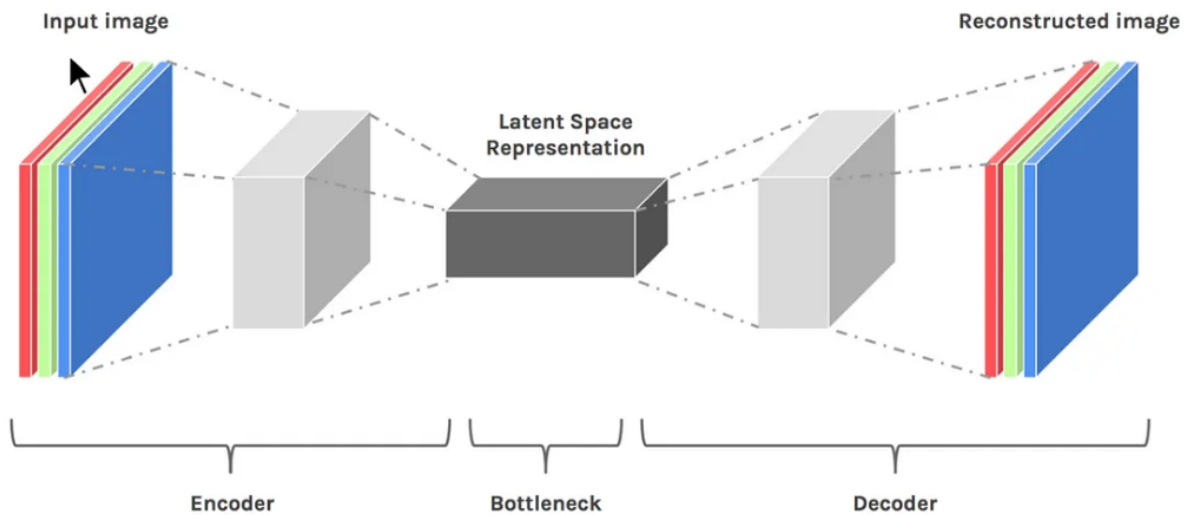 Input image
Reconstructed image
Latent Space
Representation
Encoder
Bottleneck
Decoder